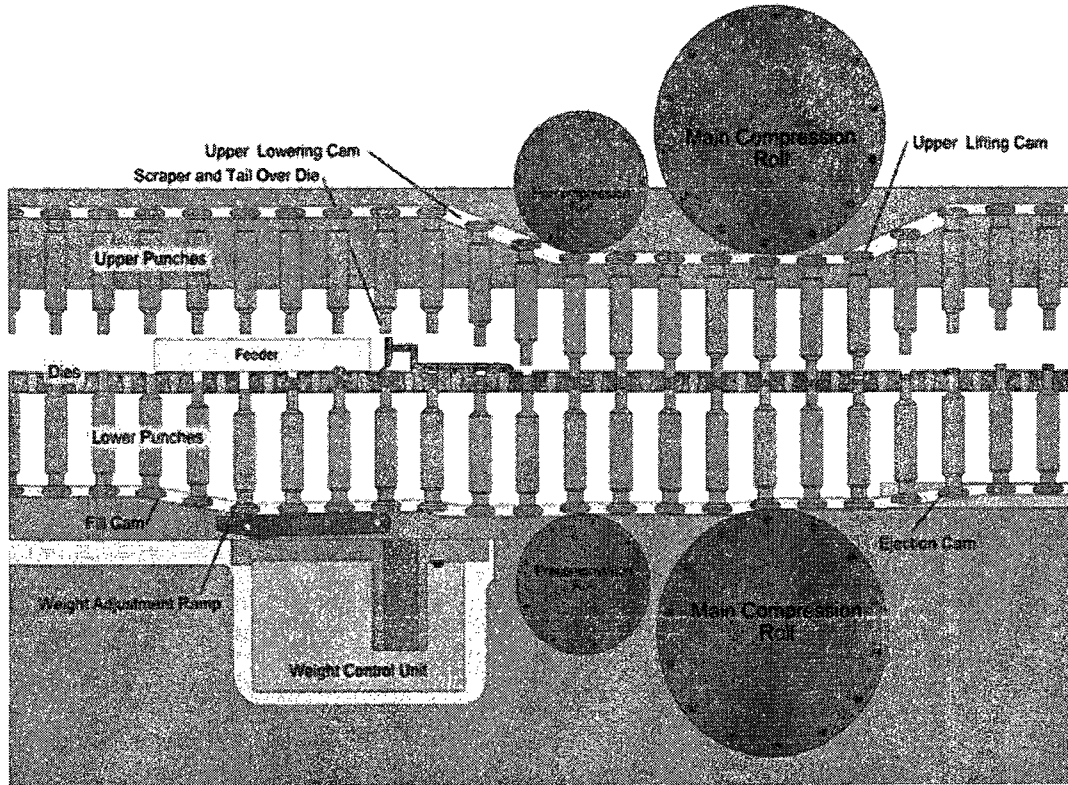 Main Compression
Roll
Upper Lowering Cam
Upper Lifting Cam
Scraper and Tail Over Die
Upper Punches
Feeder
Dies
Lower Punches
Fill Cam
Ejection Cam
Weight Adjustment Ramp
Main Compression
Roll
Weight Control Unit